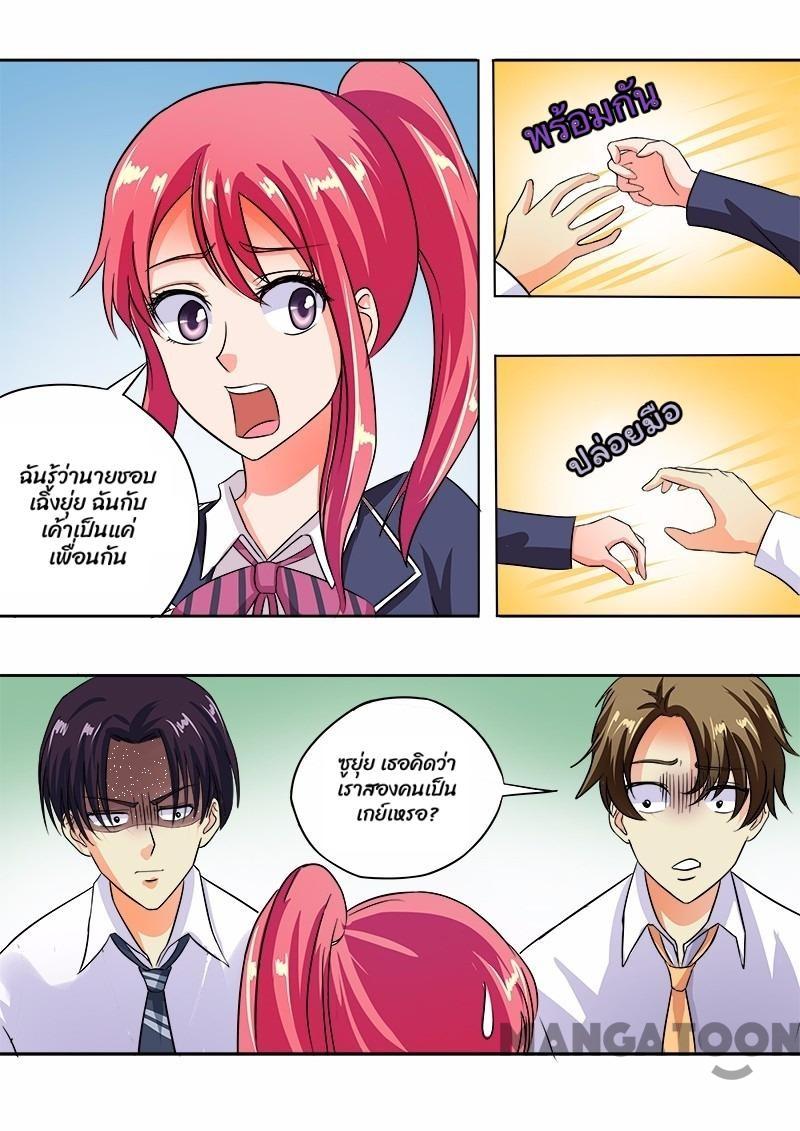 ฉันรู้ว่านายชอบ
เฉิงยุ่ย ฉันกับ
เค้าเป็นแค่
เพื่อนกัน
พร้อมกัน
ปล่อยมือ
ซูยุ่ย เธอคิดว่า
เราสองคนเป็น
เกย์เหรอ?
MANGATOON